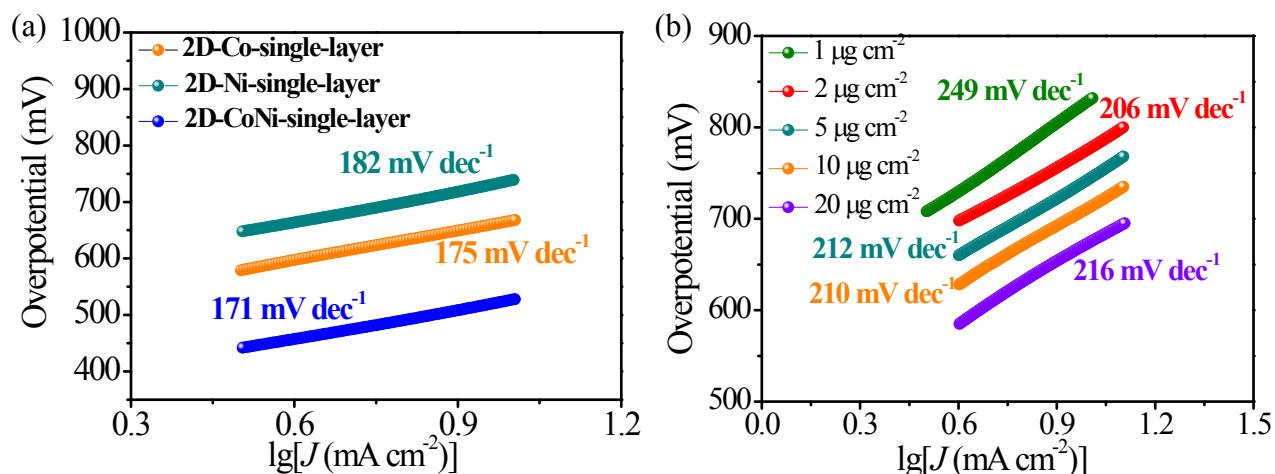 (a)
1000
900
800
700
600
500
400
Overpotential (mV)
2D-Co-single-layer
2D-Ni-single-layer
2D-CoNi-single-layer
182 mV dec⁻¹
175 mV dec⁻¹
171 mV dec⁻¹
0.3 0.6 0.9 1.2
lg[J (mA cm⁻²)]
(b)
900
800
700
600
500
Overpotential (mV)
1 μg cm⁻²
2 μg cm⁻²
5 μg cm⁻²
10 μg cm⁻²
20 μg cm⁻²
249 mV dec⁻¹
206 mV dec⁻¹
212 mV dec⁻¹
210 mV dec⁻¹
216 mV dec⁻¹
0.0 0.3 0.6 0.9 1.2 1.5
lg[J (mA cm⁻²)]